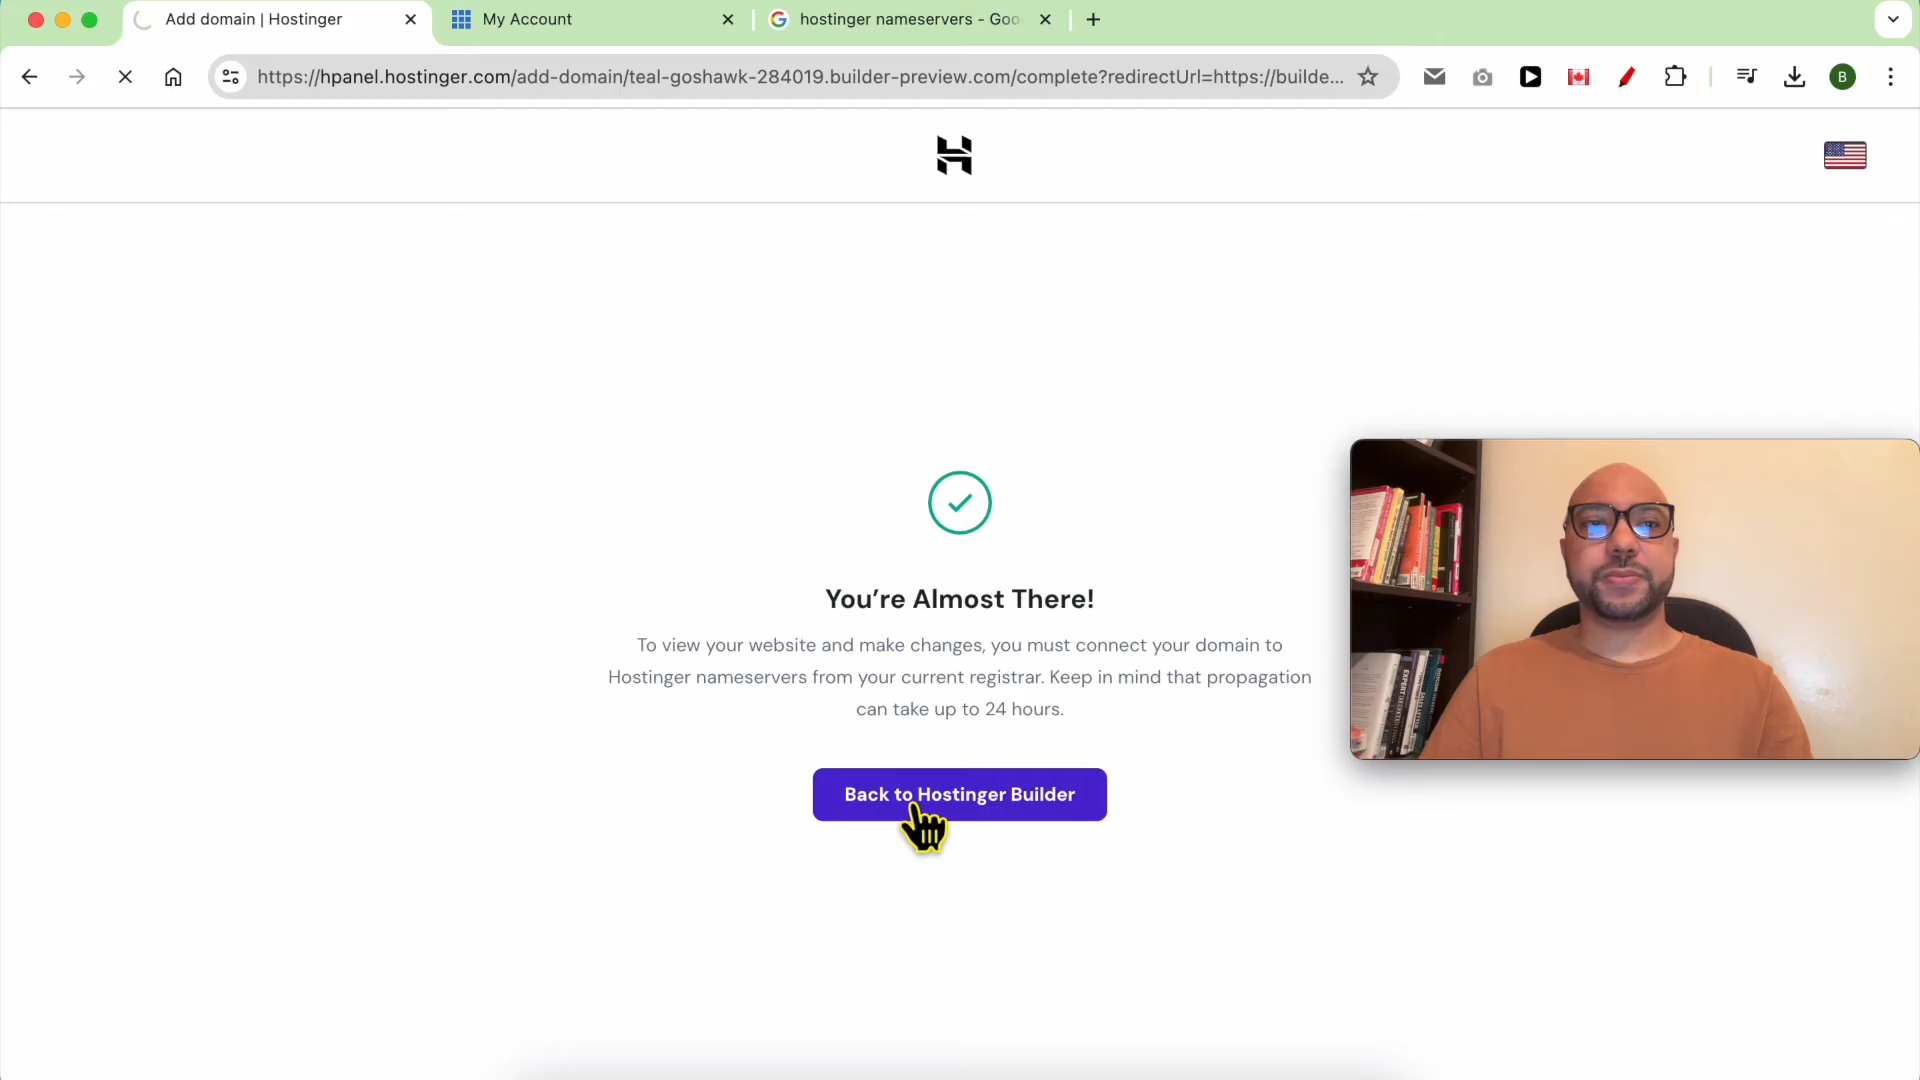 Add domain | Hostinger
My Account
hostinger nameservers - Goo
https://hpanel.hostinger.com/add-domain/teal-goshawk-284019.builder-preview.com/complete?redirectUrl=https://builde...
B
You’re Almost There!
To view your website and make changes, you must connect your domain to
Hostinger nameservers from your current registrar. Keep in mind that propagation
can take up to 24 hours.
Back to Hostinger Builder
EXPERT